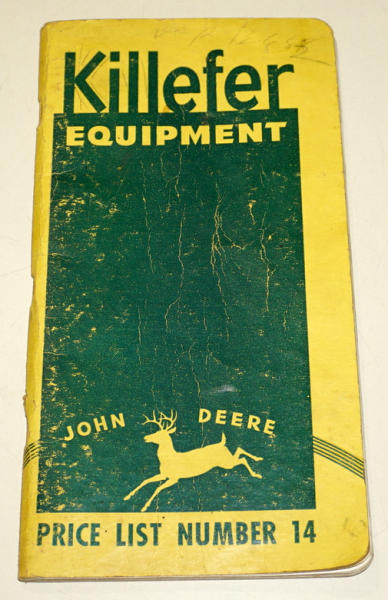 Killefer
EQUIPMENT
JOHN DEERE
PRICE LIST NUMBER 14